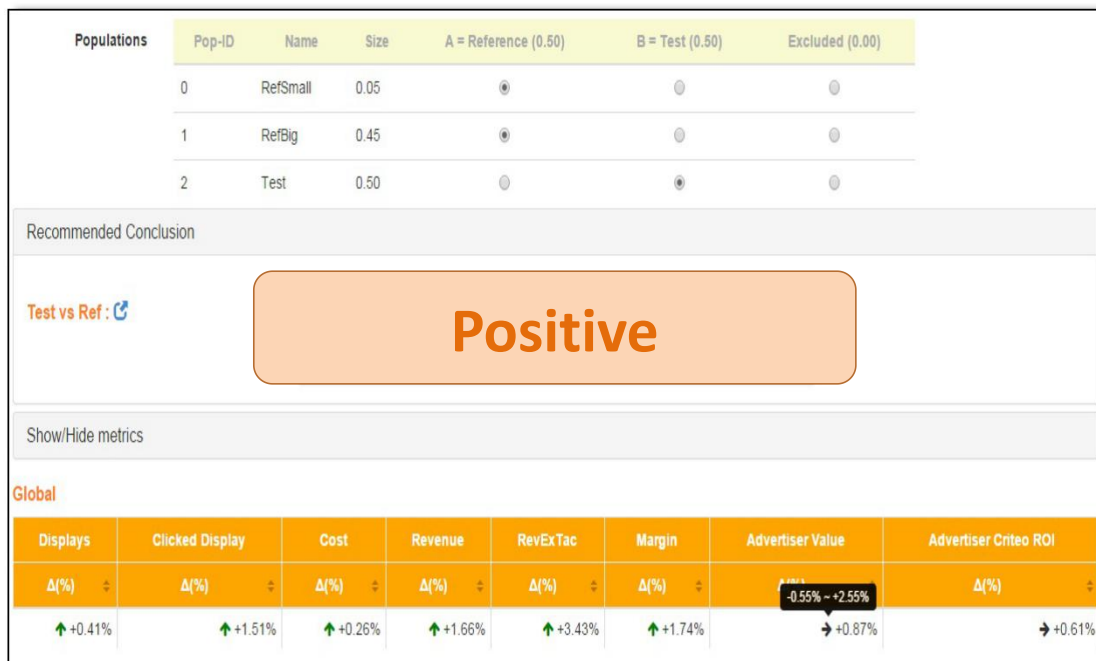 Populations Pop-ID Name Size A = Reference (0.50) B = Test (0.50) Excluded (0.00)
0 RefSmall 0.05
1 RefBig 0.45
2 Test 0.50
Recommended Conclusion
Test vs Ref :
Positive
Show/Hide metrics
Global
Displays Clicked Display Cost Revenue RevExTac Margin Advertiser Value Advertiser Criteo ROI
Δ(%) Δ(%) Δ(%) Δ(%) Δ(%) Δ(%) Δ(%)
-0.55% ~ +2.55%
+0.41% +1.51% +0.26% +1.66% +3.43% +1.74% +0.87% +0.61%